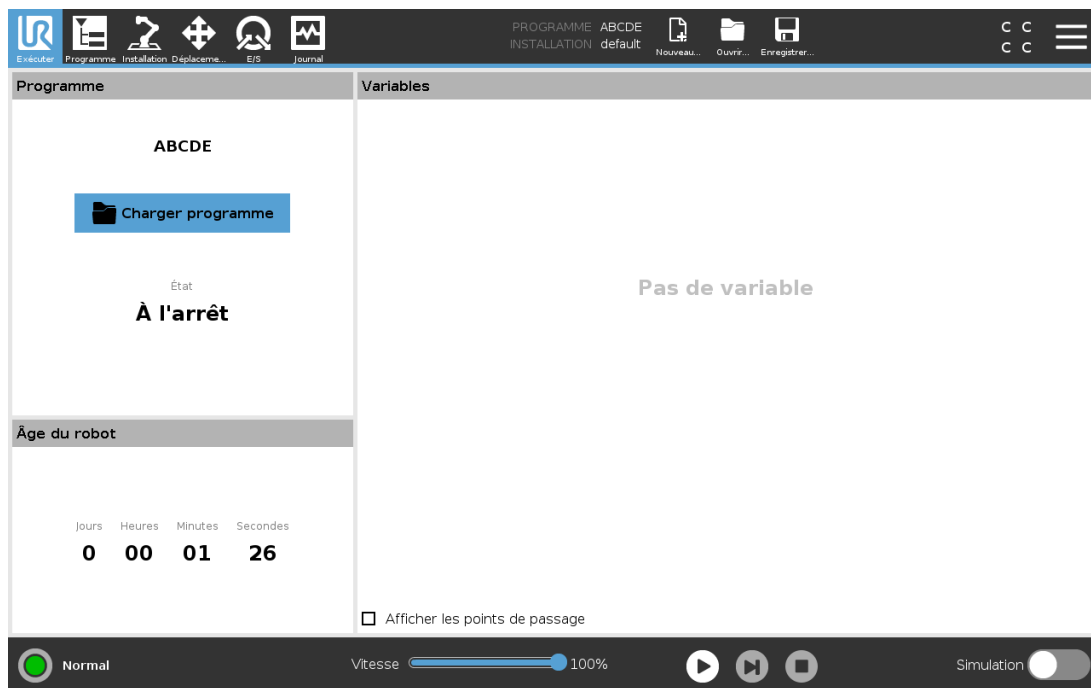 PROGRAMME ABCDE
INSTALLATION default
C C
C C
UR
Exécuter Programme Installation Déplaceme... E/S Journal
Nouveau... Ouvrir... Enregistrer...
Programme
Variables
ABCDE
Charger programme
État
À l'arrêt
Pas de variable
Âge du robot
Jours Heures Minutes Secondes
0 00 01 26
Afficher les points de passage
Normal
Vitesse 100%
Simulation